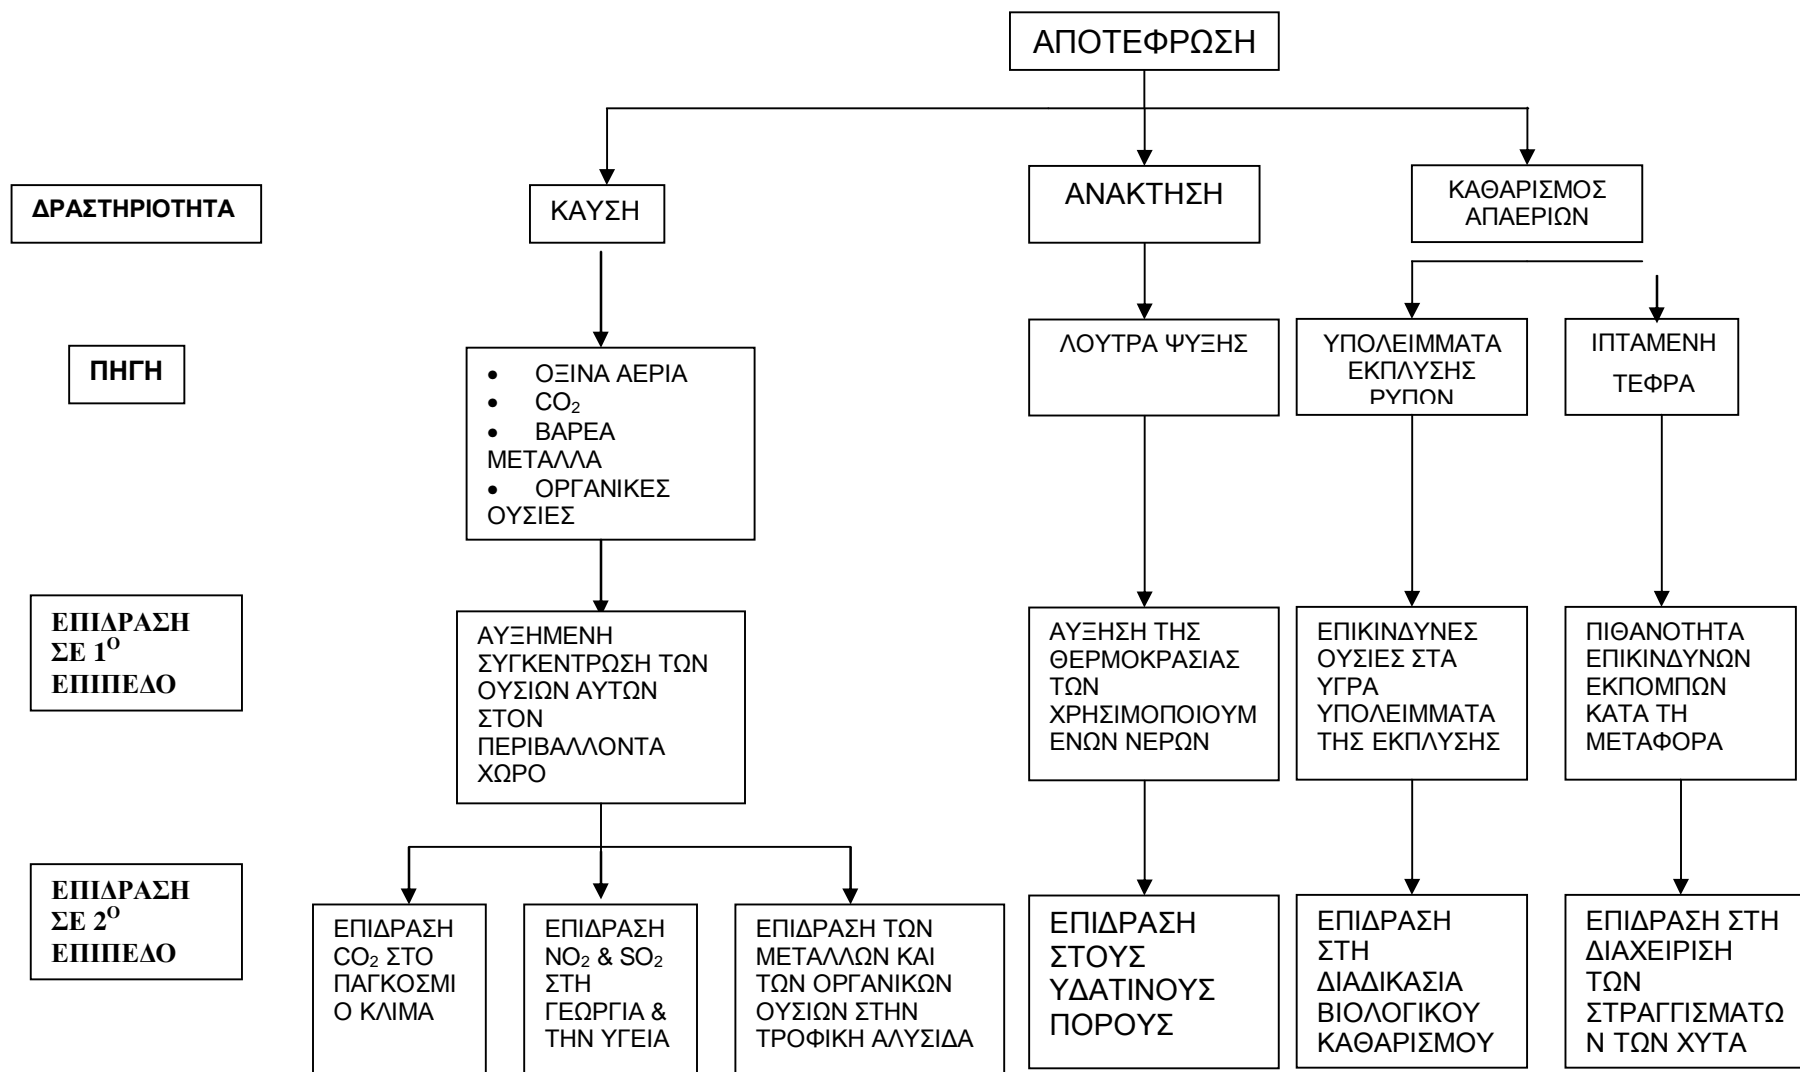 ΑΠΟΤΕΦΡΩΣΗ
ΔΡΑΣΤΗΡΙΟΤΗΤΑ
ΚΑΥΣΗ
ΑΝΑΚΤΗΣΗ
ΚΑΘΑΡΙΣΜΟΣ
ΑΠΑΕΡΙΩΝ
ΠΗΓΗ
• ΟΞΙΝΑ ΑΕΡΙΑ
• CO₂
• ΒΑΡΕΑ
ΜΕΤΑΛΛΑ
• ΟΡΓΑΝΙΚΕΣ
ΟΥΣΙΕΣ
ΛΟΥΤΡΑ ΨΥΞΗΣ
ΥΠΟΛΕΙΜΜΑΤΑ
ΕΚΠΛΥΣΗΣ
ΡΥΠΩΝ
ΙΠΤΑΜΕΝΗ
ΤΕΦΡΑ
ΕΠΙΔΡΑΣΗ
ΣΕ 1ᴼ
ΕΠΙΠΕΔΟ
ΑΥΞΗΜΕΝΗ
ΣΥΓΚΕΝΤΡΩΣΗ ΤΩΝ
ΟΥΣΙΩΝ ΑΥΤΩΝ
ΣΤΟΝ
ΠΕΡΙΒΑΛΛΟΝΤΑ
ΧΩΡΟ
ΑΥΞΗΣΗ ΤΗΣ
ΘΕΡΜΟΚΡΑΣΙΑΣ
ΤΩΝ
ΧΡΗΣΙΜΟΠΟΙΟΥΜ
ΕΝΩΝ ΝΕΡΩΝ
ΕΠΙΚΙΝΔΥΝΕΣ
ΟΥΣΙΕΣ ΣΤΑ
ΥΓΡΑ
ΥΠΟΛΕΙΜΜΑΤΑ
ΤΗΣ ΕΚΠΛΥΣΗΣ
ΠΙΘΑΝΟΤΗΤΑ
ΕΠΙΚΙΝΔΥΝΩΝ
ΕΚΠΟΜΠΩΝ
ΚΑΤΑ ΤΗ
ΜΕΤΑΦΟΡΑ
ΕΠΙΔΡΑΣΗ
ΣΕ 2ᴼ
ΕΠΙΠΕΔΟ
ΕΠΙΔΡΑΣΗ
CO₂ ΣΤΟ
ΠΑΓΚΟΣΜΙ
Ο ΚΛΙΜΑ
ΕΠΙΔΡΑΣΗ
NO₂ & SO₂
ΣΤΗ
ΓΕΩΡΓΙΑ &
ΤΗΝ ΥΓΕΙΑ
ΕΠΙΔΡΑΣΗ ΤΩΝ
ΜΕΤΑΛΛΩΝ ΚΑΙ
ΤΩΝ ΟΡΓΑΝΙΚΩΝ
ΟΥΣΙΩΝ ΣΤΗΝ
ΤΡΟΦΙΚΗ ΑΛΥΣΙΔΑ
ΕΠΙΔΡΑΣΗ
ΣΤΟΥΣ
ΥΔΑΤΙΝΟΥΣ
ΠΟΡΟΥΣ
ΕΠΙΔΡΑΣΗ
ΣΤΗ
ΔΙΑΔΙΚΑΣΙΑ
ΒΙΟΛΟΓΙΚΟΥ
ΚΑΘΑΡΙΣΜΟΥ
ΕΠΙΔΡΑΣΗ ΣΤΗ
ΔΙΑΧΕΙΡΙΣΗ
ΤΩΝ
ΣΤΡΑΓΓΙΣΜΑΤΩ
Ν ΤΩΝ ΧΥΤΑ